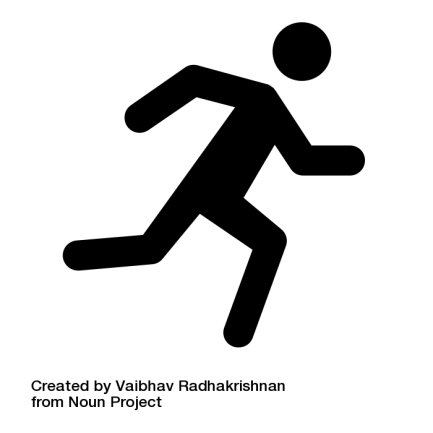 Created by Vaibhav Radhakrishnan
from Noun Project